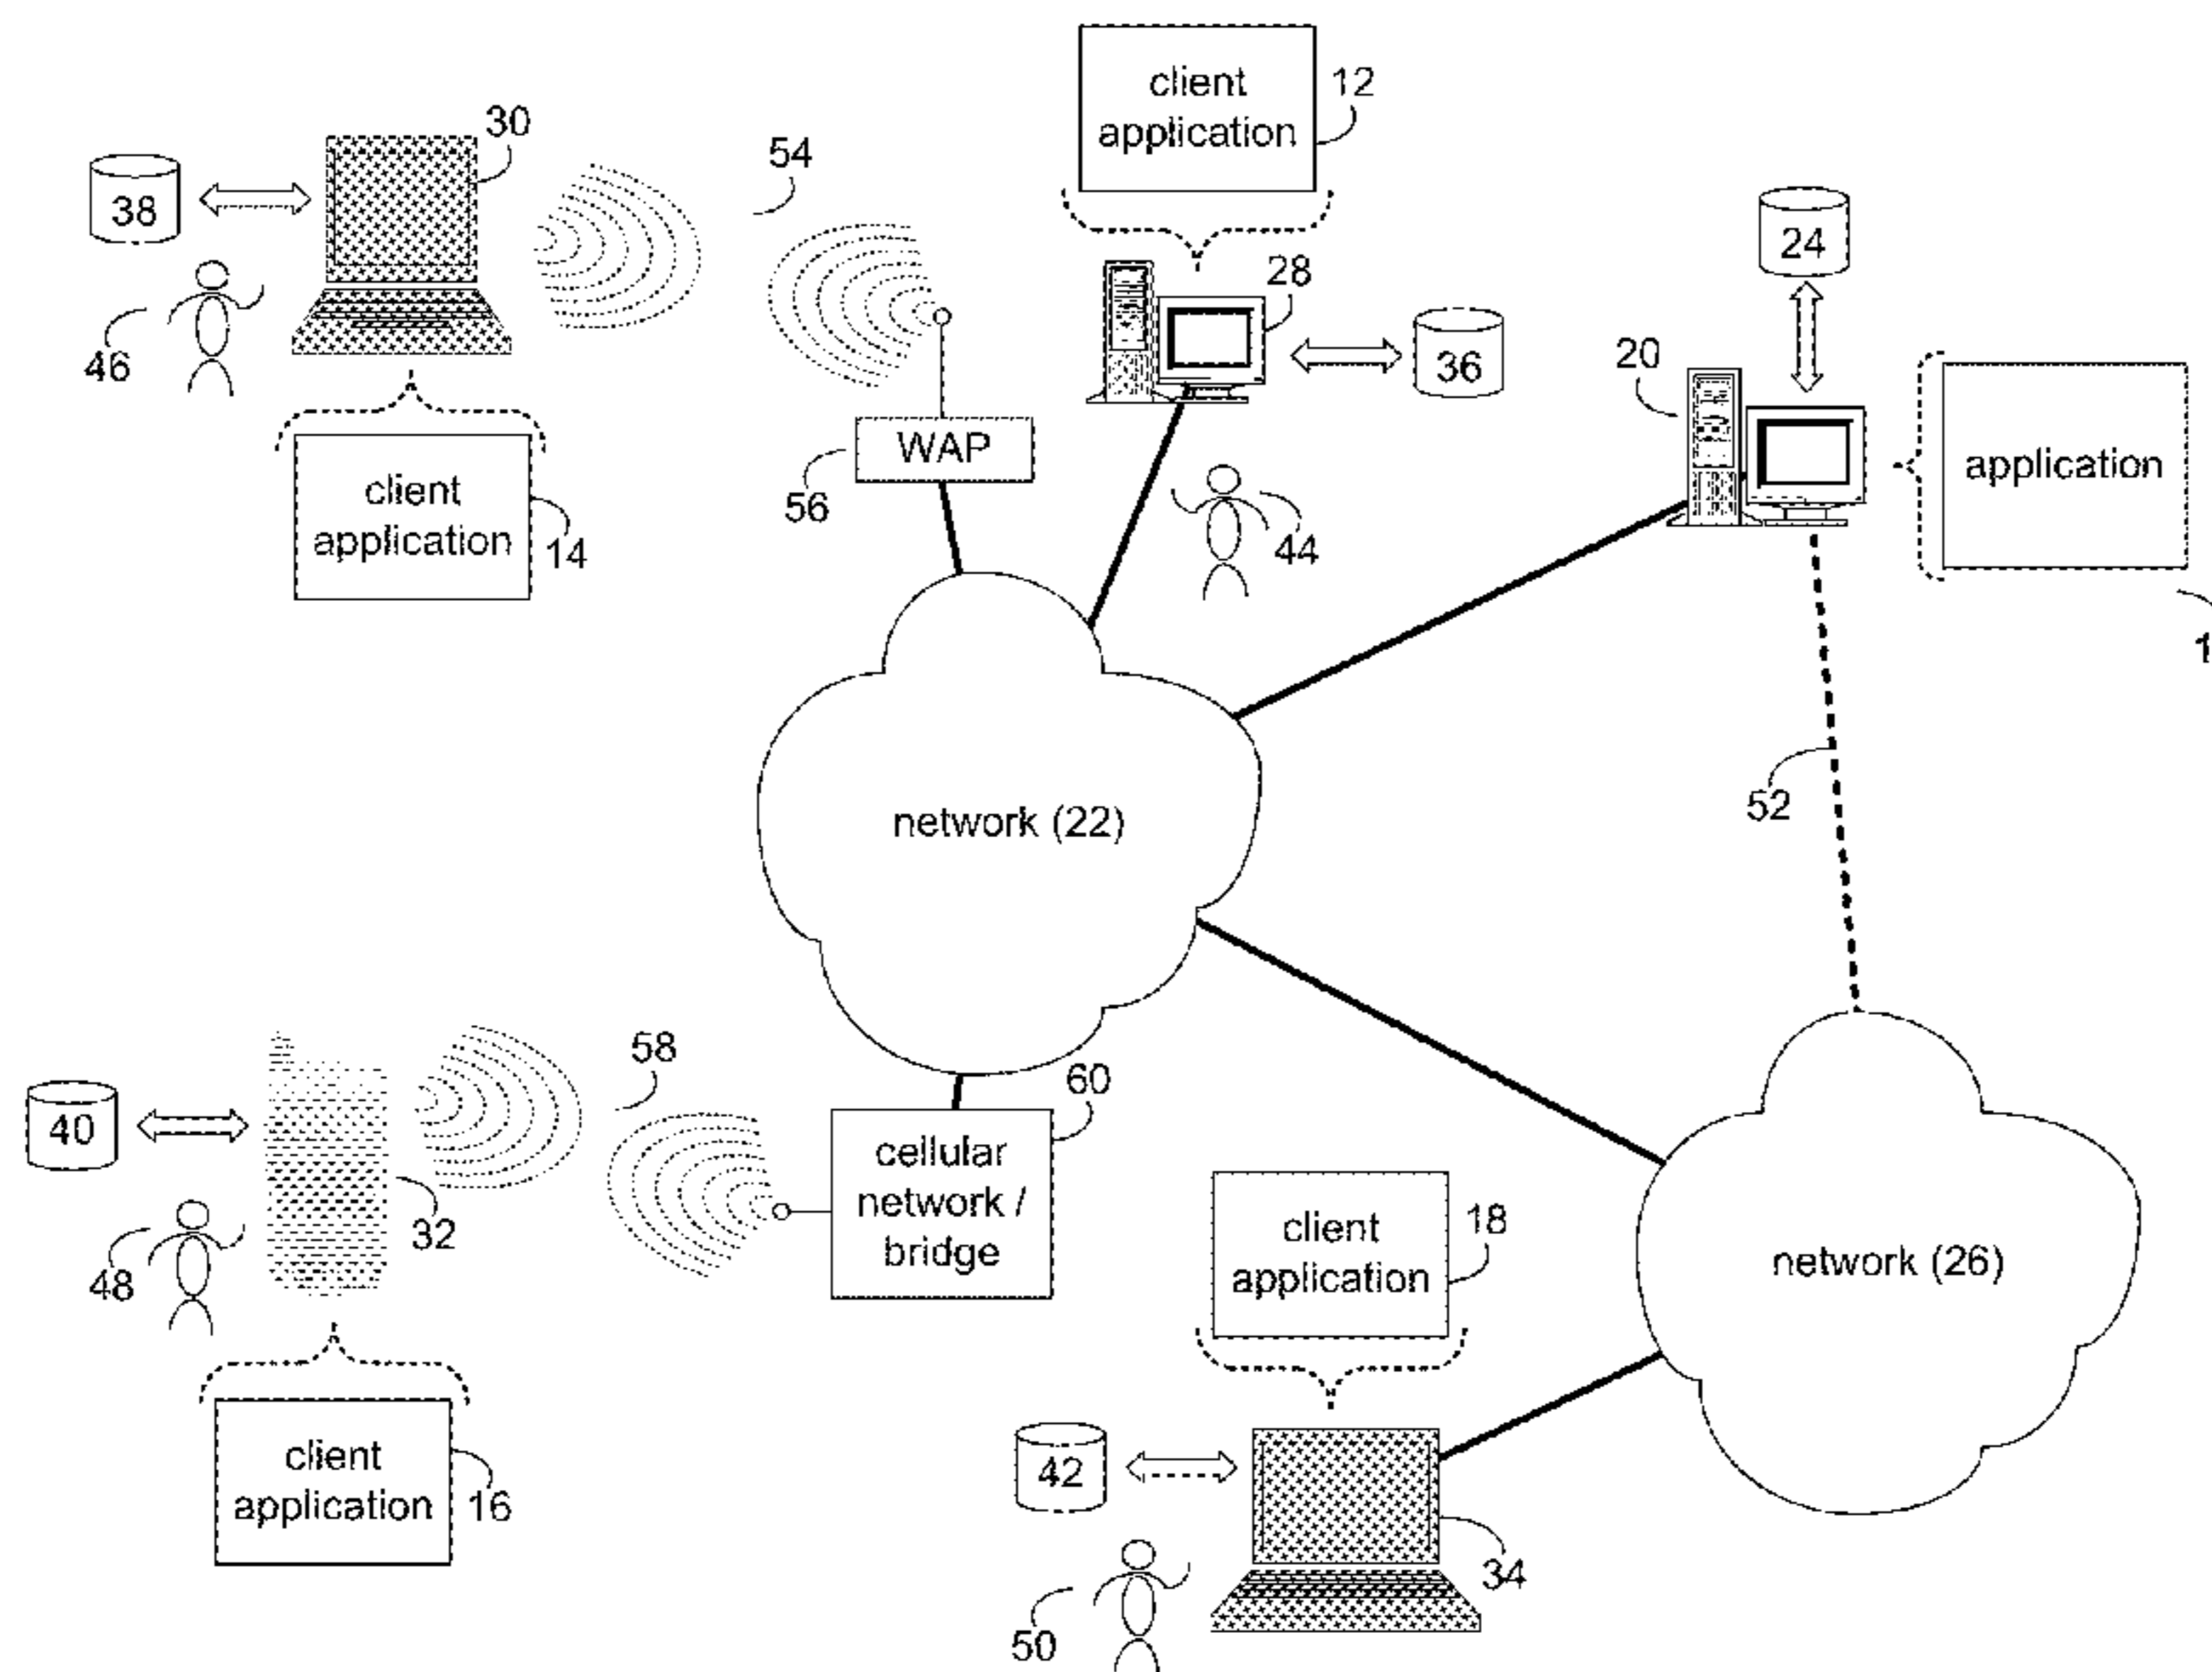 client
application
12
30
54
38
24
28
36
20
46
WAP
56
application
client
application
14
44
1
52
network (22)
58
60
40
cellular
network /
bridge
32
48
client
application
18
network (26)
client
application
16
42
34
50